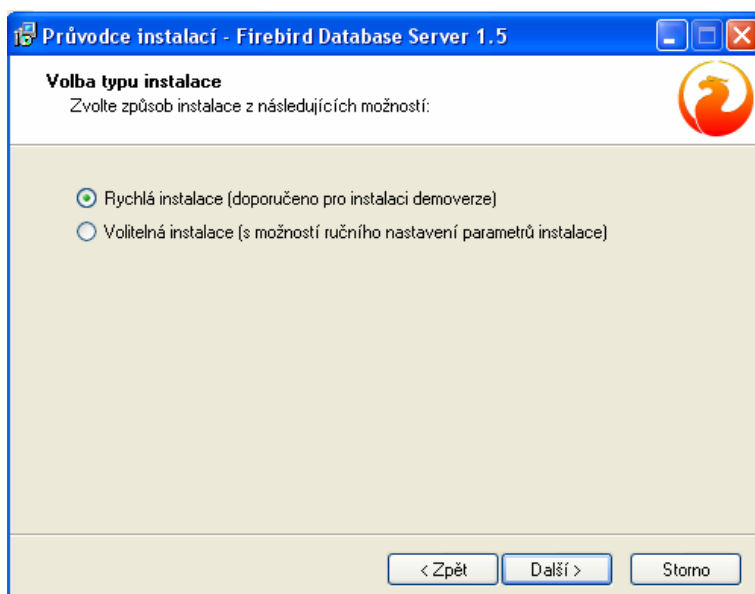 Průvodce instalací - Firebird Database Server 1.5
Volba typu instalace
Zvolte způsob instalace z následujících možností:
Rychlá instalace (doporučeno pro instalaci demoverze)
Volitelná instalace (s možností ručního nastavení parametrů instalace)
< Zpět
Další >
Storno